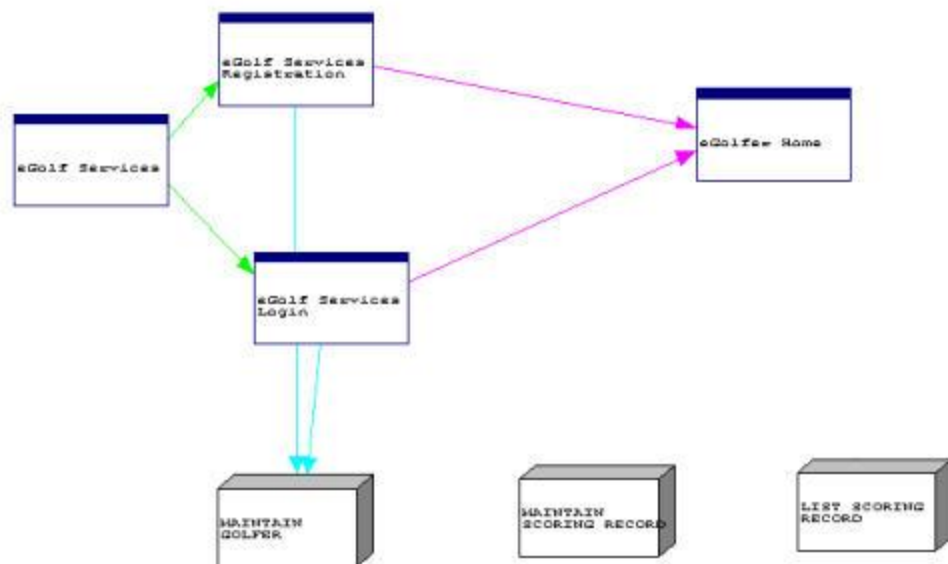 eGolf Services
Registration
eGolf Services
eGolfer Home
eGolf Services
Login
MAINTAIN
GOLFER
MAINTAIN
SCORING RECORD
LIST SCORING
RECORD